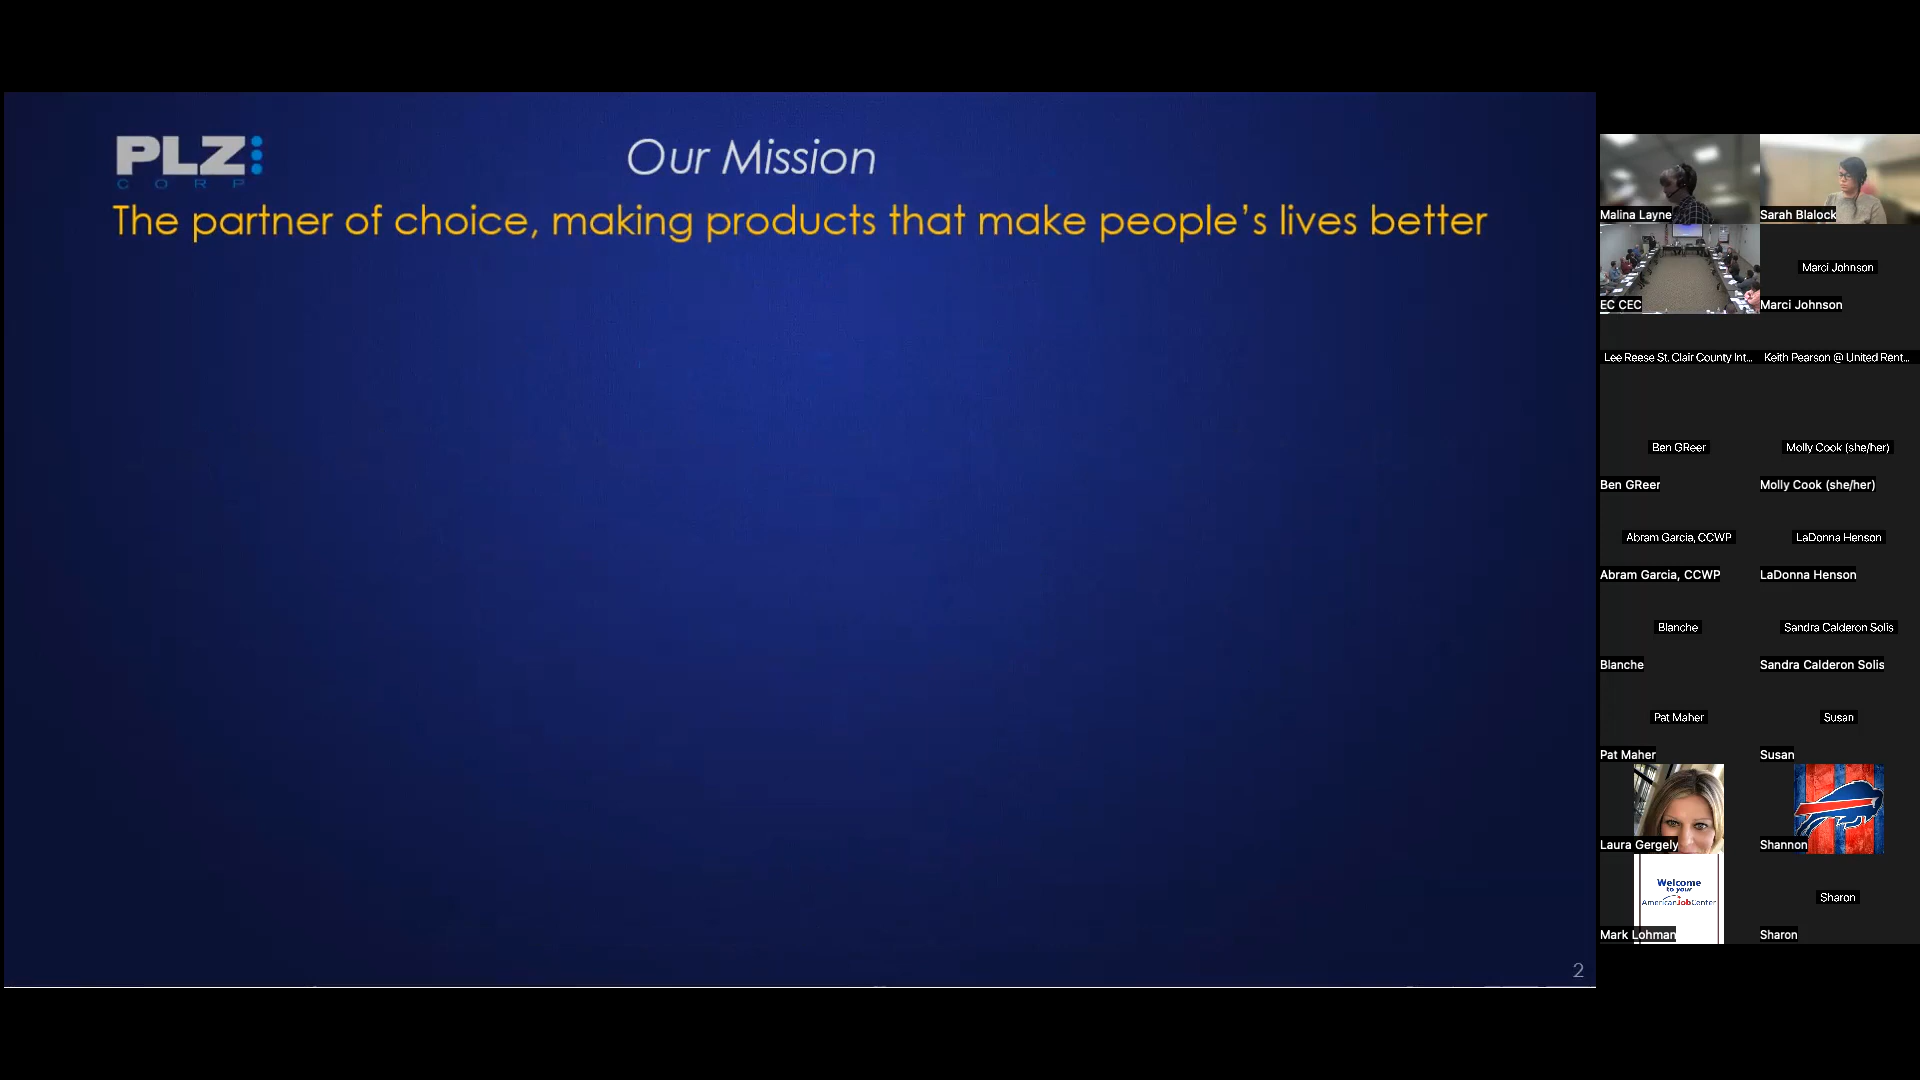 PLZ
CORP
Our Mission
The partner of choice, making products that make people's lives better
2
Malina Layne
Sarah Blalock
EC CEC
Marci Johnson
Marci Johnson
Lee Reese St. Clair County Int...
Keith Pearson @ United Rent...
Ben GReer
Ben GReer
Molly Cook (she/her)
Molly Cook (she/her)
Abram Garcia, CCWP
Abram Garcia, CCWP
LaDonna Henson
LaDonna Henson
Blanche
Blanche
Sandra Calderon Solis
Sandra Calderon Solis
Pat Maher
Pat Maher
Susan
Susan
Laura Gergely
Shannon
Welcome
to your
AmericanJobCenter
Mark Lohman
Sharon
Sharon